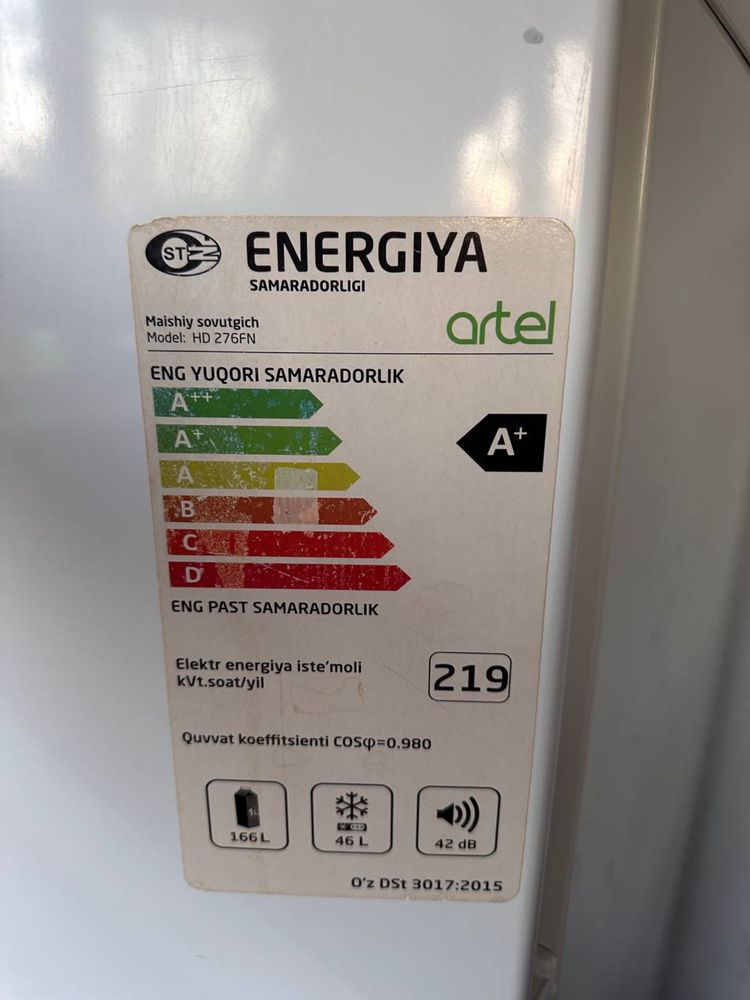 ST
ENERGIYA
SAMARADORLIGI
Maishiy sovutgich
Model: HD 276FN
artel
ENG YUQORI SAMARADORLIK
A++
A+
A+
A
B
C
D
ENG PAST SAMARADORLIK
Elektr energiya iste’moli
kVt.soat/yil
219
Quvvat koeffitsienti COSφ=0.980
1L
166 L
46 L
42 dB
O‘z DSt 3017:2015